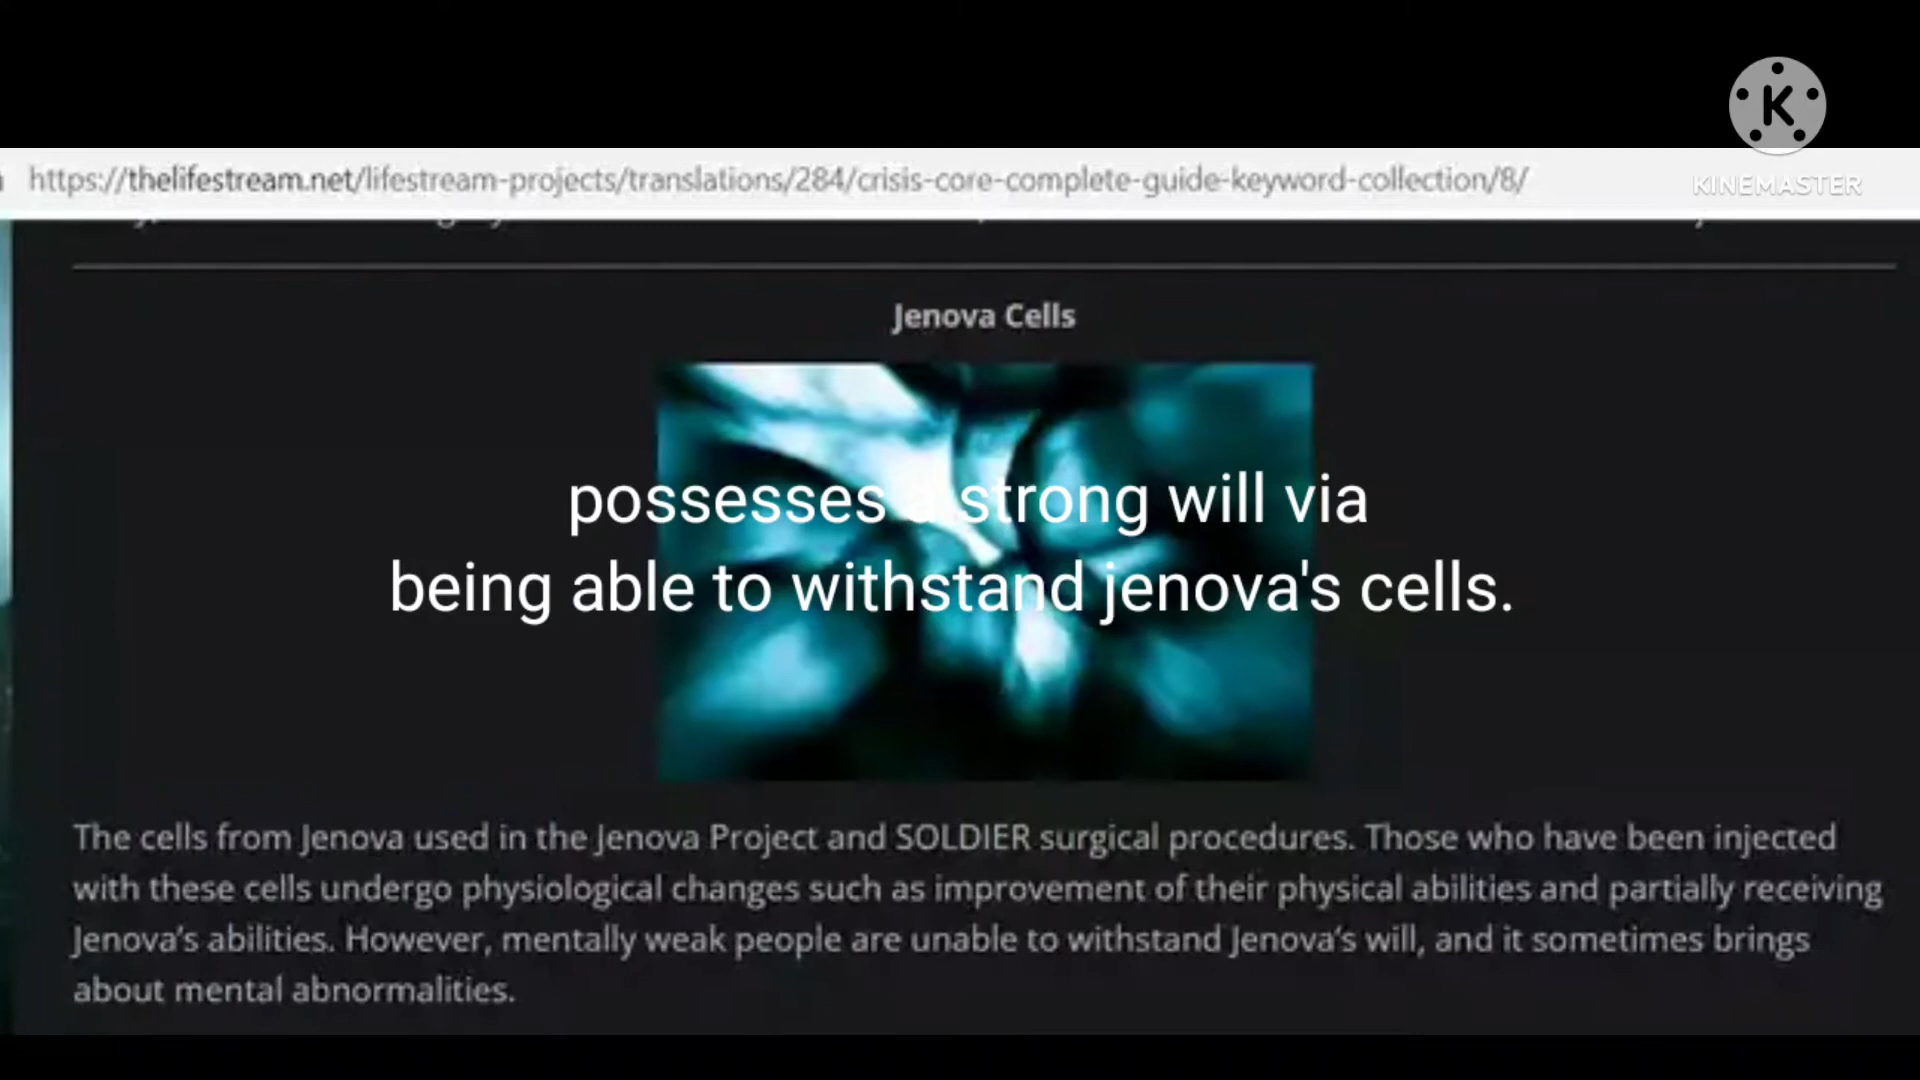 K
KINEMASTER
https://thelifestream.net/lifestream-projects/translations/284/crisis-core-complete-guide-keyword-collection/8/
Jenova Cells
possesses a strong will via
being able to withstand jenova's cells.
The cells from Jenova used in the Jenova Project and SOLDIER surgical procedures. Those who have been injected
with these cells undergo physiological changes such as improvement of their physical abilities and partially receiving
Jenova's abilities. However, mentally weak people are unable to withstand Jenova's will, and it sometimes brings
about mental abnormalities.